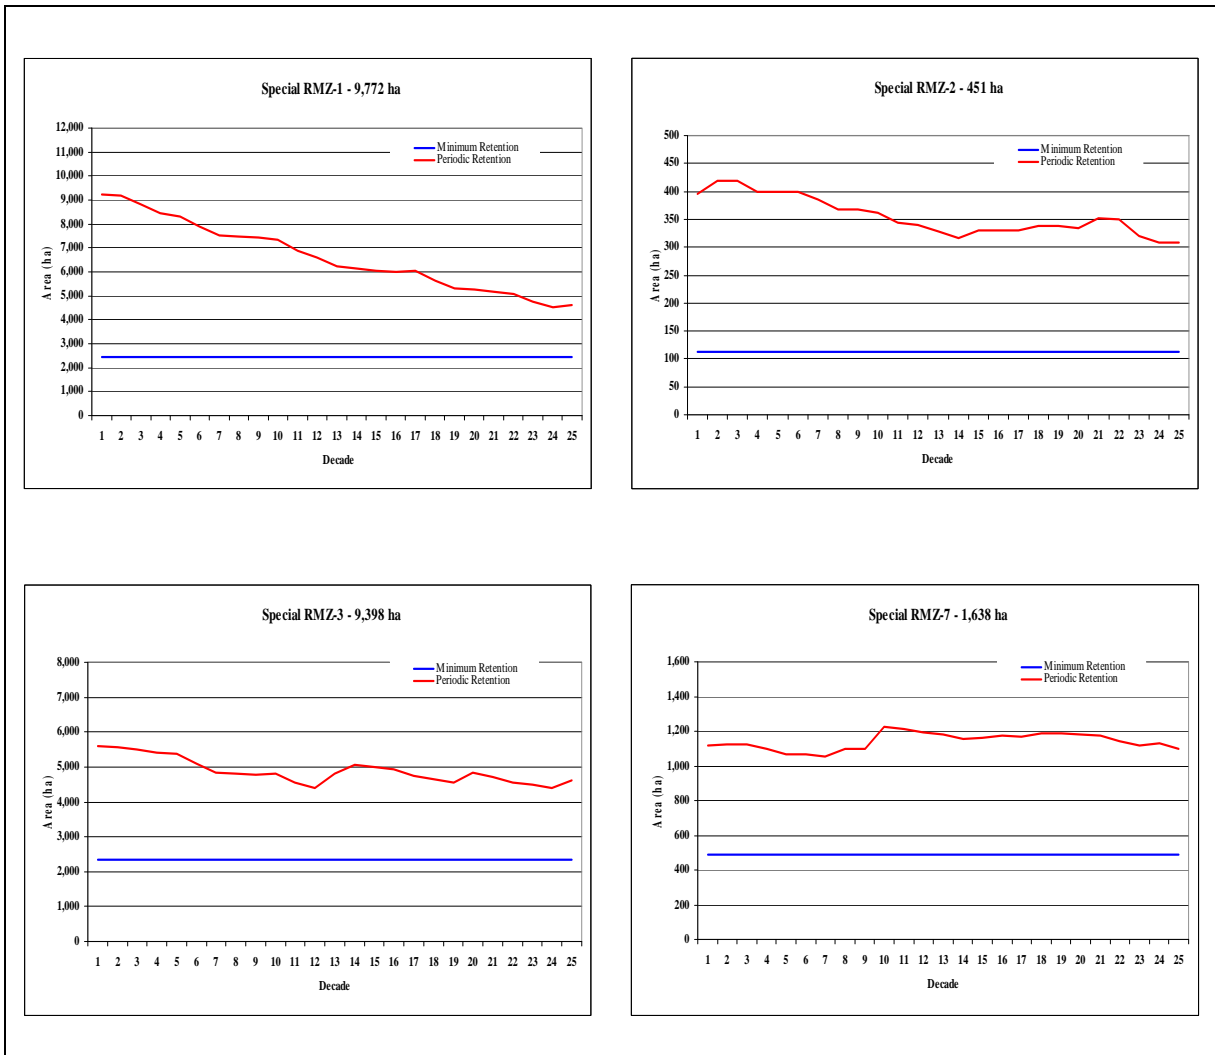 Special RMZ-1 - 9,772 ha
12,000
11,000
10,000
9,000
8,000
7,000
6,000
5,000
4,000
3,000
2,000
1,000
0
Area (ha)
Minimum Retention
Periodic Retention
1 2 3 4 5 6 7 8 9 10 11 12 13 14 15 16 17 18 19 20 21 22 23 24 25
Decade
Special RMZ-2 - 451 ha
500
450
400
350
300
250
200
150
100
50
0
Area (ha)
Minimum Retention
Periodic Retention
1 2 3 4 5 6 7 8 9 10 11 12 13 14 15 16 17 18 19 20 21 22 23 24 25
Decade
Special RMZ-3 - 9,398 ha
8,000
7,000
6,000
5,000
4,000
3,000
2,000
1,000
0
Area (ha)
Minimum Retention
Periodic Retention
1 2 3 4 5 6 7 8 9 10 11 12 13 14 15 16 17 18 19 20 21 22 23 24 25
Decade
Special RMZ-7 - 1,638 ha
1,600
1,400
1,200
1,000
800
600
400
200
0
Area (ha)
Minimum Retention
Periodic Retention
1 2 3 4 5 6 7 8 9 10 11 12 13 14 15 16 17 18 19 20 21 22 23 24 25
Decade